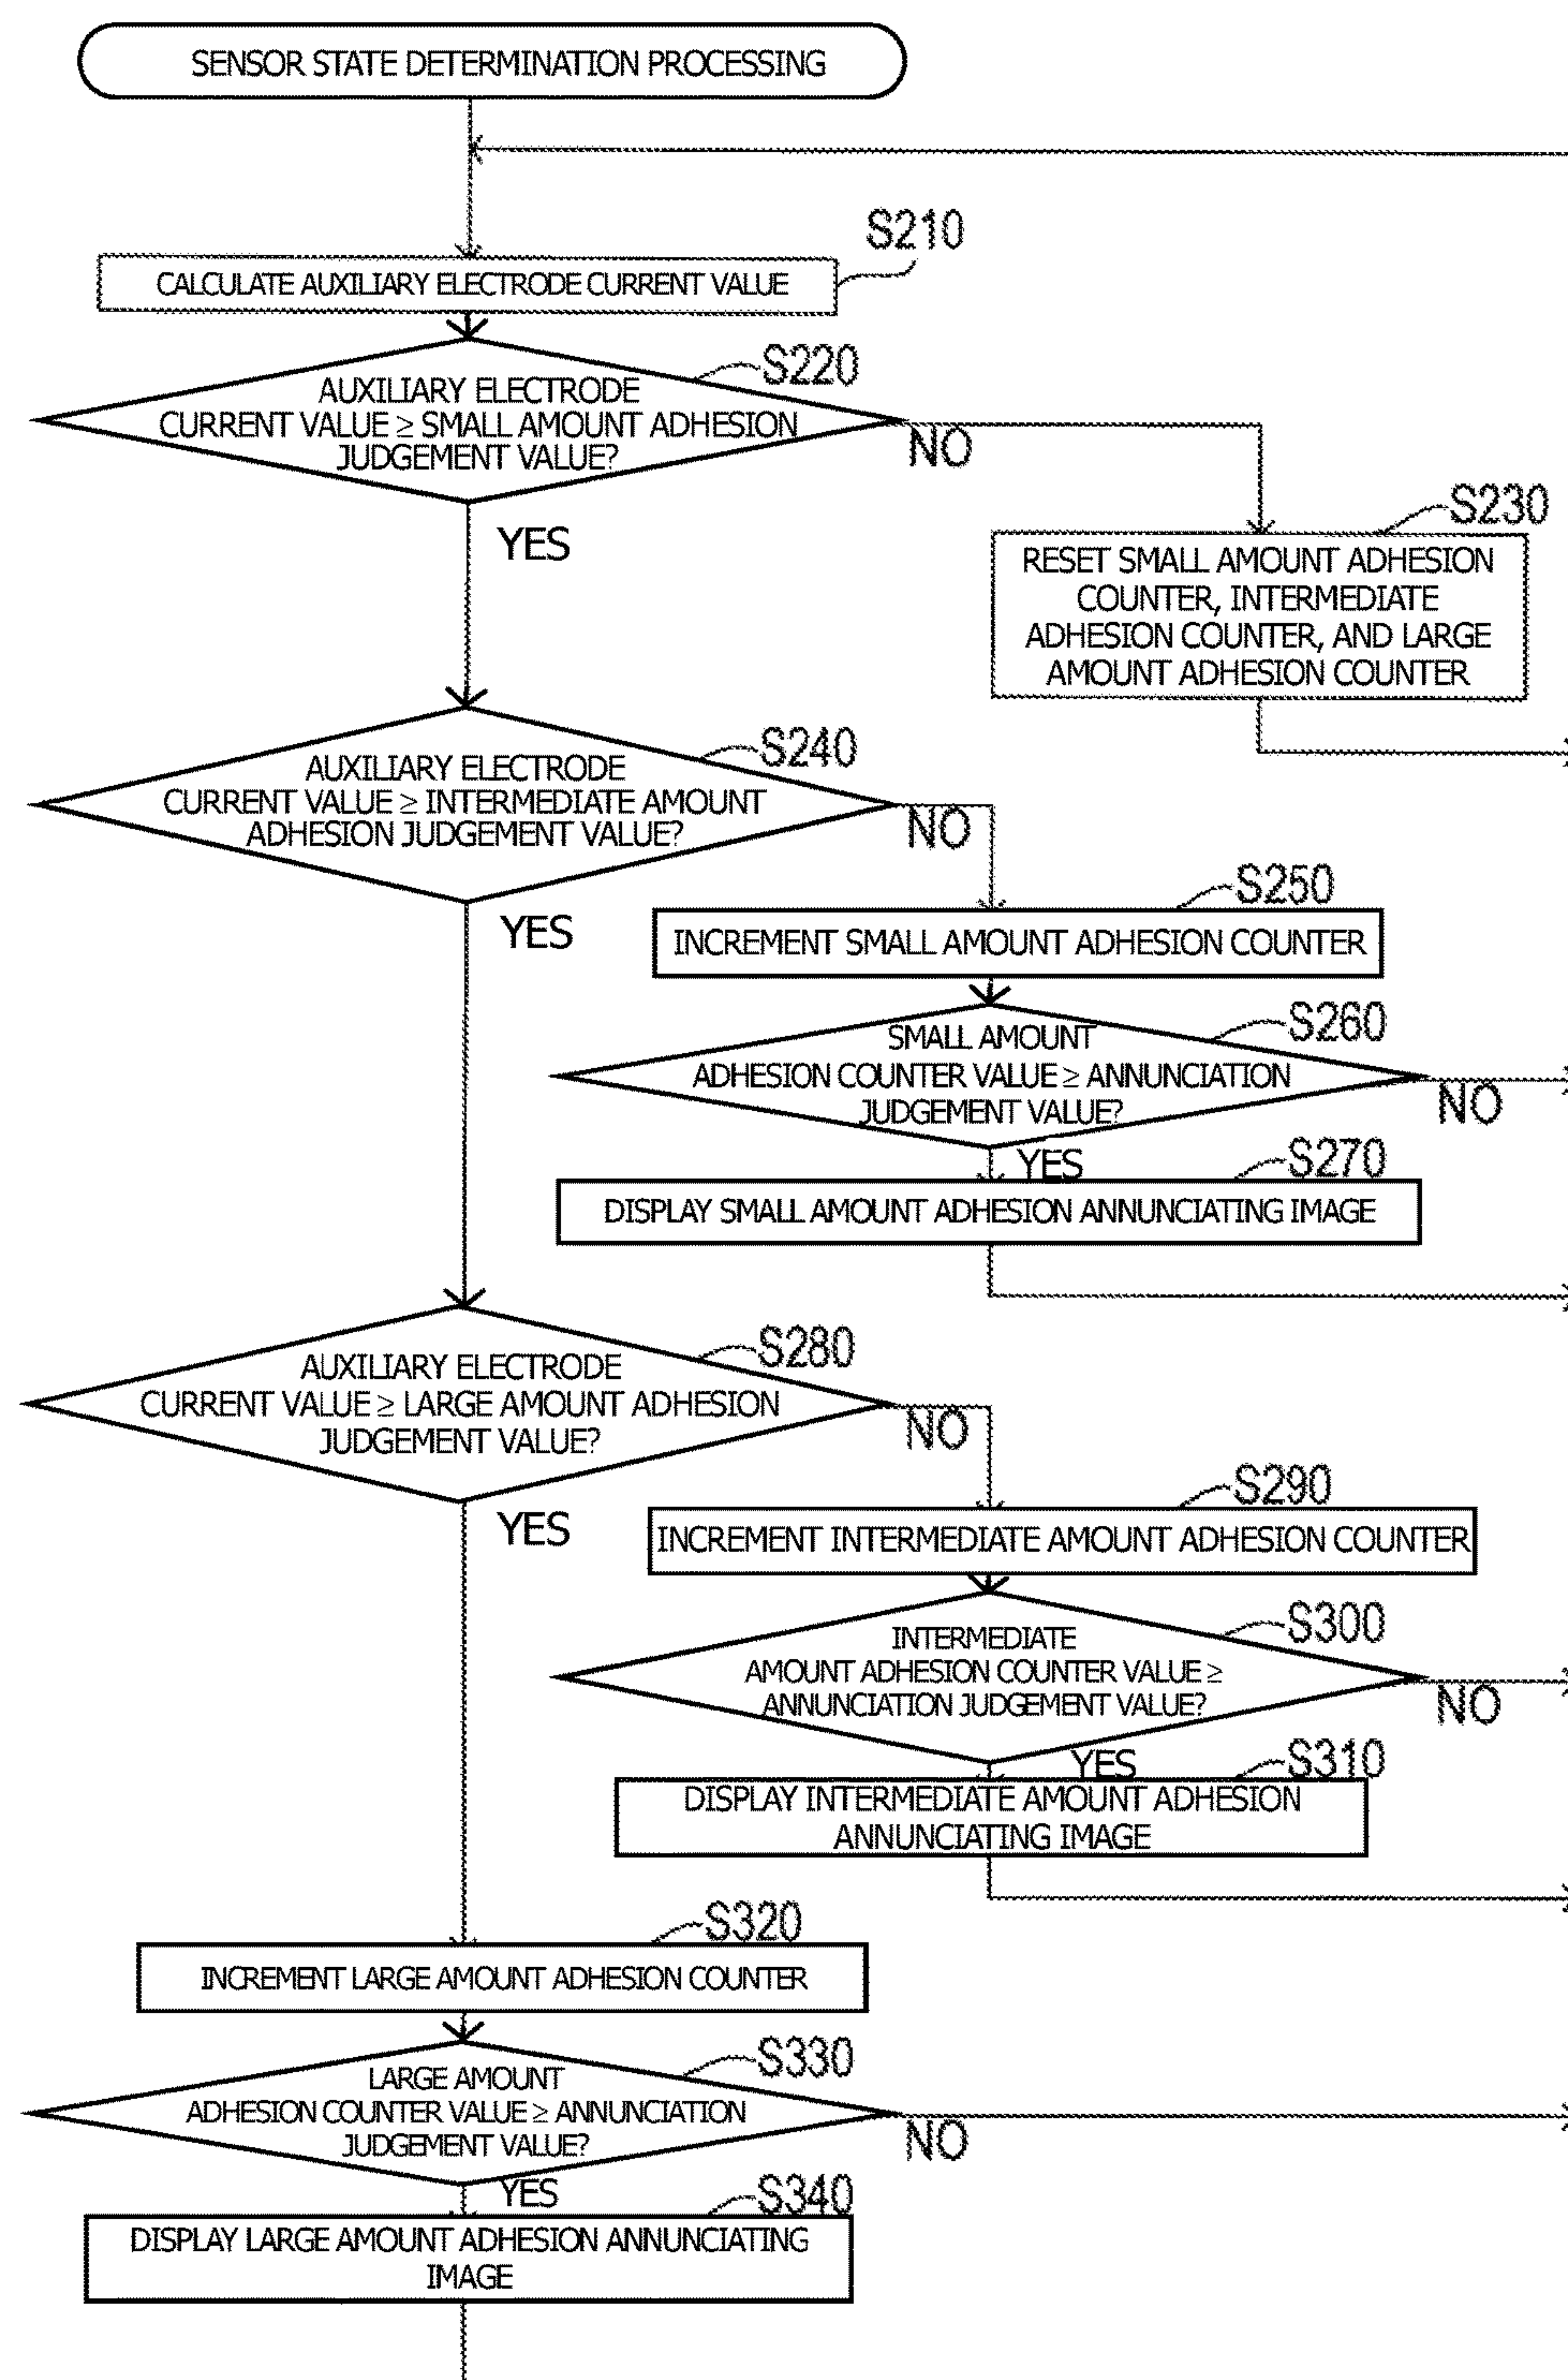 SENSOR STATE DETERMINATION PROCESSING
S210
CALCULATE AUXILIARY ELECTRODE CURRENT VALUE
S220
AUXILIARY ELECTRODE
CURRENT VALUE ≥ SMALL AMOUNT ADHESION
JUDGEMENT VALUE?
NO
YES
S230
RESET SMALL AMOUNT ADHESION
COUNTER, INTERMEDIATE
ADHESION COUNTER, AND LARGE
AMOUNT ADHESION COUNTER
S240
AUXILIARY ELECTRODE
CURRENT VALUE ≥ INTERMEDIATE AMOUNT
ADHESION JUDGEMENT VALUE?
NO
YES
S250
INCREMENT SMALL AMOUNT ADHESION COUNTER
S260
SMALL AMOUNT
ADHESION COUNTER VALUE ≥ ANNUNCIATION
JUDGEMENT VALUE?
NO
YES
S270
DISPLAY SMALL AMOUNT ADHESION ANNUNCIATING IMAGE
S280
AUXILIARY ELECTRODE
CURRENT VALUE ≥ LARGE AMOUNT ADHESION
JUDGEMENT VALUE?
NO
YES
S290
INCREMENT INTERMEDIATE AMOUNT ADHESION COUNTER
S300
INTERMEDIATE
AMOUNT ADHESION COUNTER VALUE ≥
ANNUNCIATION JUDGEMENT VALUE?
NO
YES
S310
DISPLAY INTERMEDIATE AMOUNT ADHESION
ANNUNCIATING IMAGE
S320
INCREMENT LARGE AMOUNT ADHESION COUNTER
S330
LARGE AMOUNT
ADHESION COUNTER VALUE ≥ ANNUNCIATION
JUDGEMENT VALUE?
NO
YES
S340
DISPLAY LARGE AMOUNT ADHESION ANNUNCIATING
IMAGE